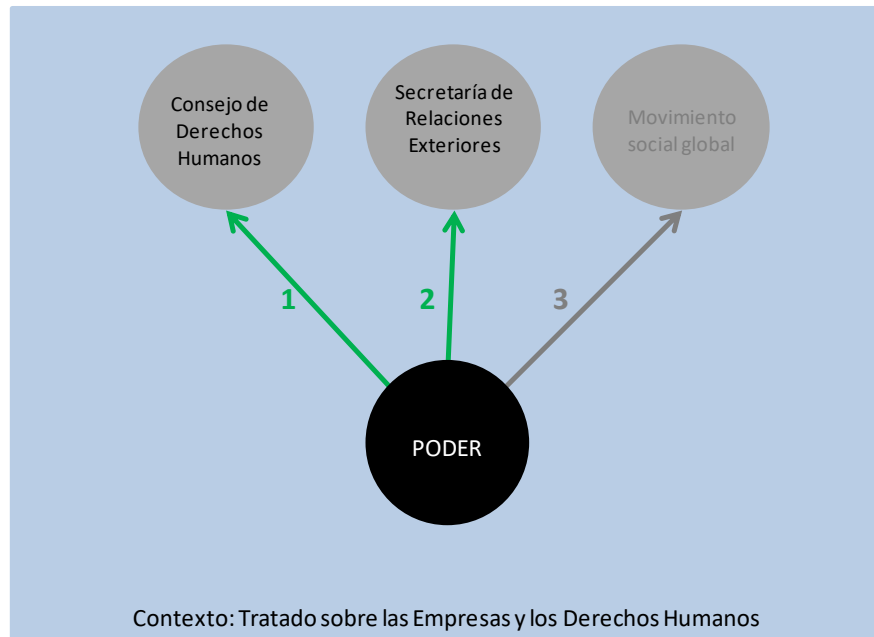 Consejo de
Derechos
Humanos
Secretaría de
Relaciones
Exteriores
Movimiento
social global
1
2
3
PODER
Contexto: Tratado sobre las Empresas y los Derechos Humanos